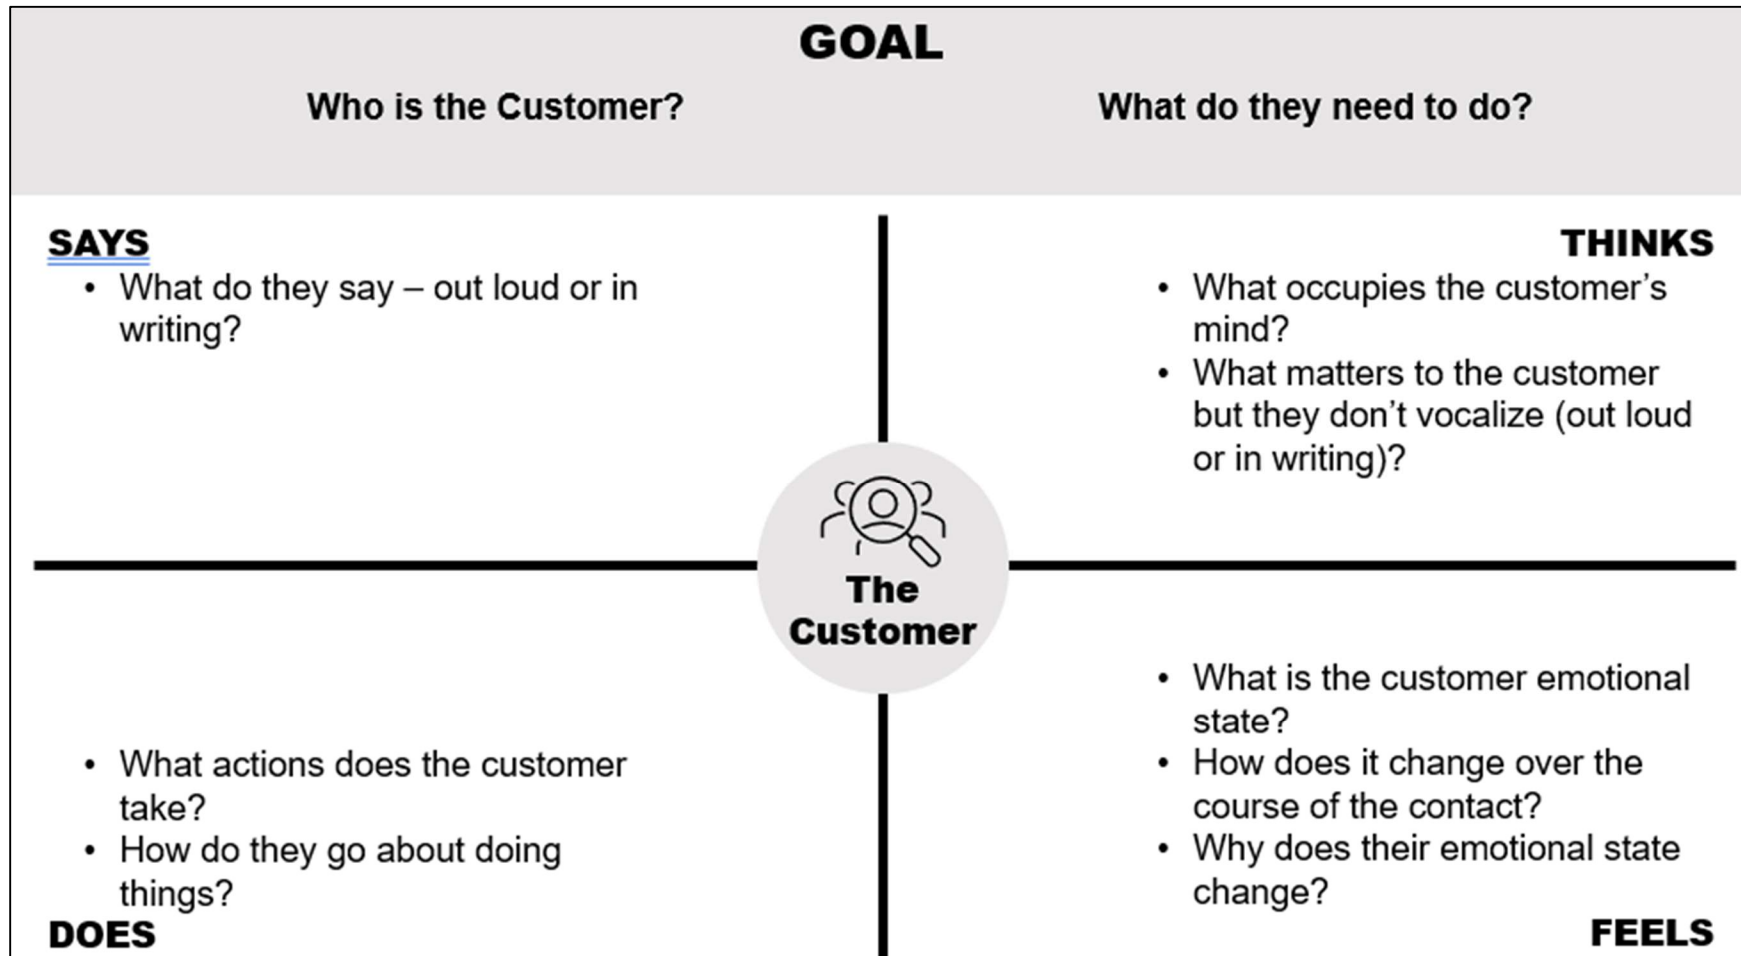 GOAL
Who is the Customer?
What do they need to do?
SAYS
• What do they say – out loud or in
writing?
THINKS
• What occupies the customer’s
mind?
• What matters to the customer
but they don’t vocalize (out loud
or in writing)?
The
Customer
• What actions does the customer
take?
• How do they go about doing
things?
DOES
• What is the customer emotional
state?
• How does it change over the
course of the contact?
• Why does their emotional state
change?
FEELS